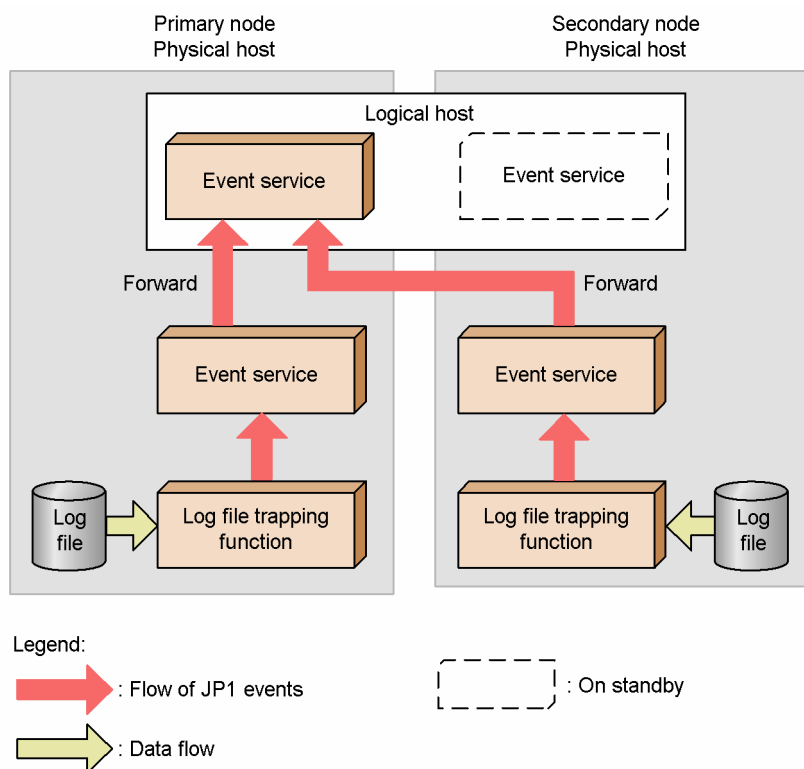 Primary node
Physical host
Secondary node
Physical host
Logical host
Event service
Event service
Forward
Forward
Event service
Event service
Log
file
Log file trapping
function
Log file trapping
function
Log
file
Legend:
: Flow of JP1 events
: On standby
: Data flow